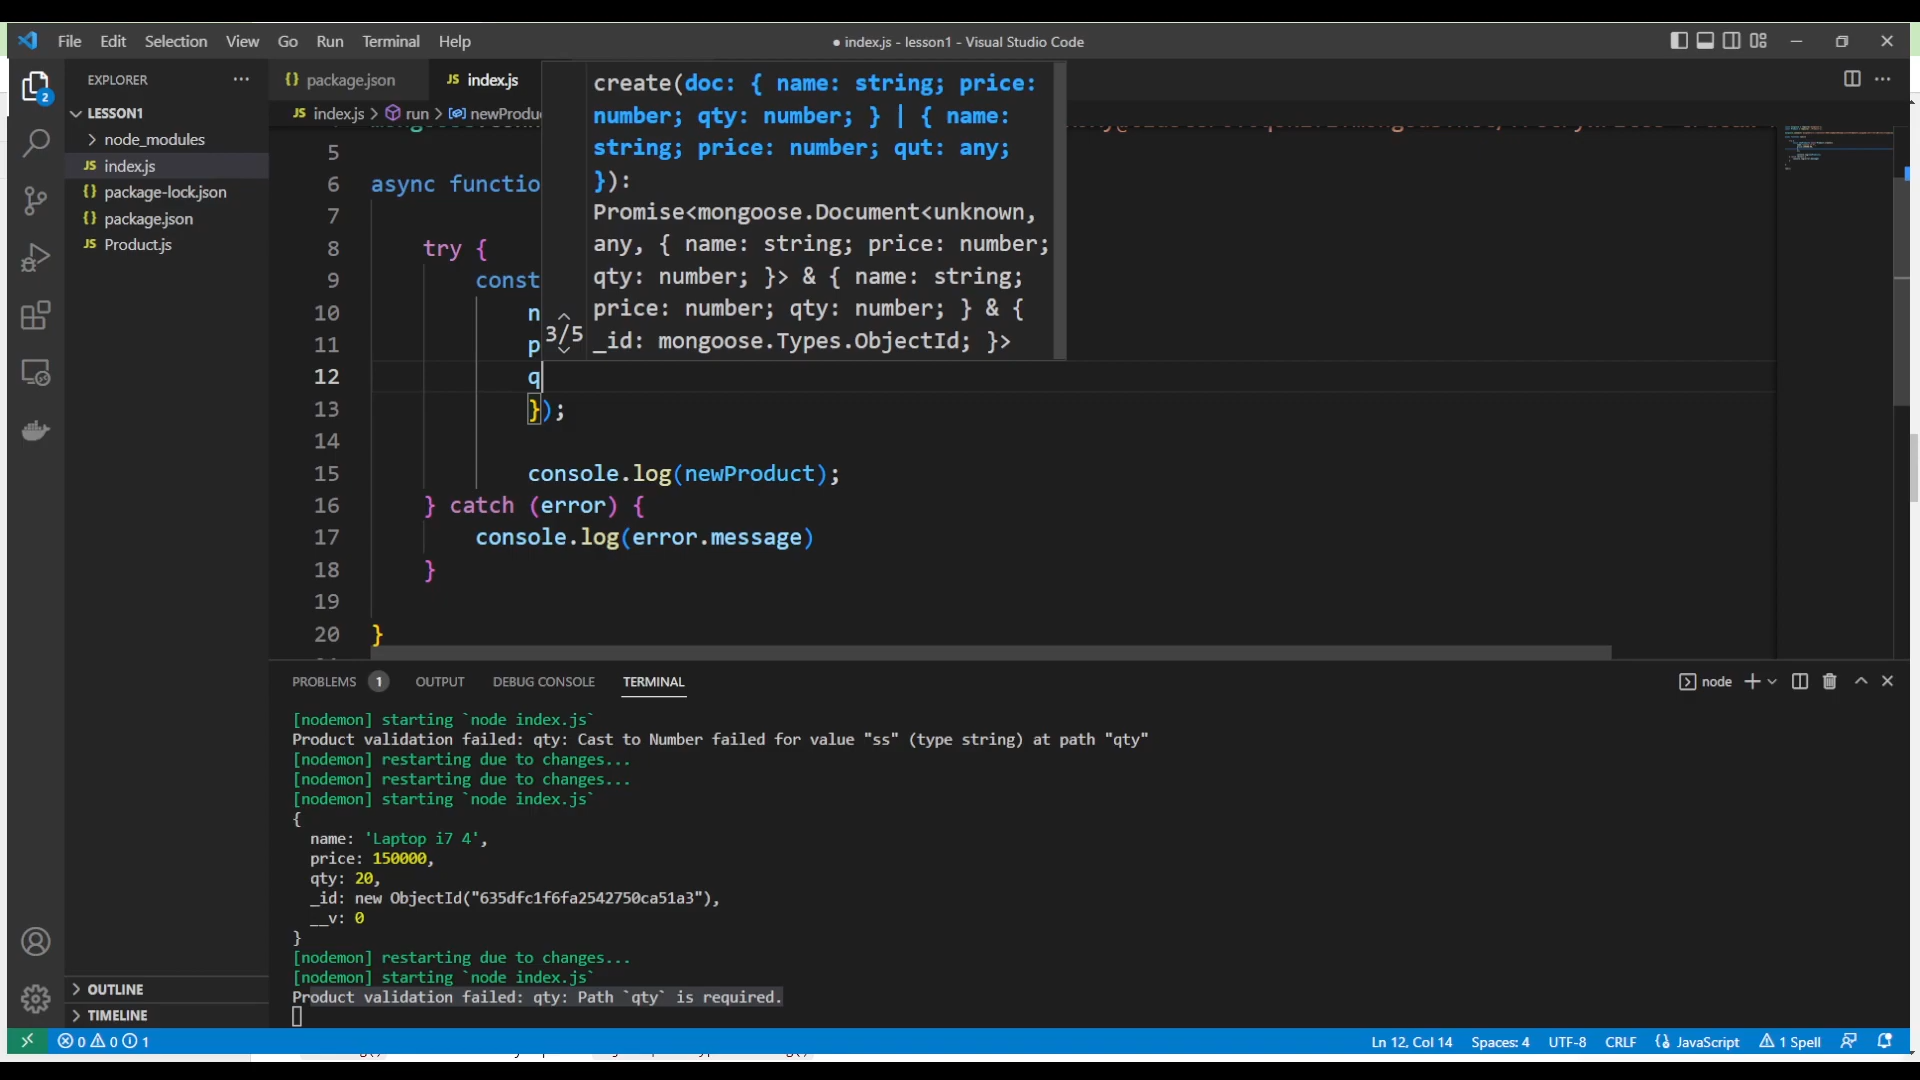 File Edit Selection View Go Run Terminal Help
● index.js - lesson1 - Visual Studio Code
EXPLORER
package.json
index.js
LESSON1
node_modules
index.js
package-lock.json
package.json
Product.js
OUTLINE
TIMELINE
index.js > run > newProdu
create(doc: { name: string; price:
number; qty: number; } | { name:
string; price: number; qut: any;
}):
Promise<mongoose.Document<unknown,
any, { name: string; price: number;
qty: number; }> & { name: string;
price: number; qty: number; } & {
_id: mongoose.Types.ObjectId; }>
3/5
5
6 async functio
7
8 try {
9 const
10 n
11 p
12 q
13 });
14
15 console.log(newProduct);
16 } catch (error) {
17 console.log(error.message)
18 }
19
20 }
PROBLEMS 1 OUTPUT DEBUG CONSOLE TERMINAL
node
[nodemon] starting `node index.js`
Product validation failed: qty: Cast to Number failed for value "ss" (type string) at path "qty"
[nodemon] restarting due to changes...
[nodemon] restarting due to changes...
[nodemon] starting `node index.js`
{
name: 'Laptop i7 4',
price: 150000,
qty: 20,
_id: new ObjectId("635dfc1f6fa2542750ca51a3"),
__v: 0
}
[nodemon] restarting due to changes...
[nodemon] starting `node index.js`
Product validation failed: qty: Path `qty` is required.
0 0 1
Ln 12, Col 14 Spaces: 4 UTF-8 CRLF JavaScript 1 Spell